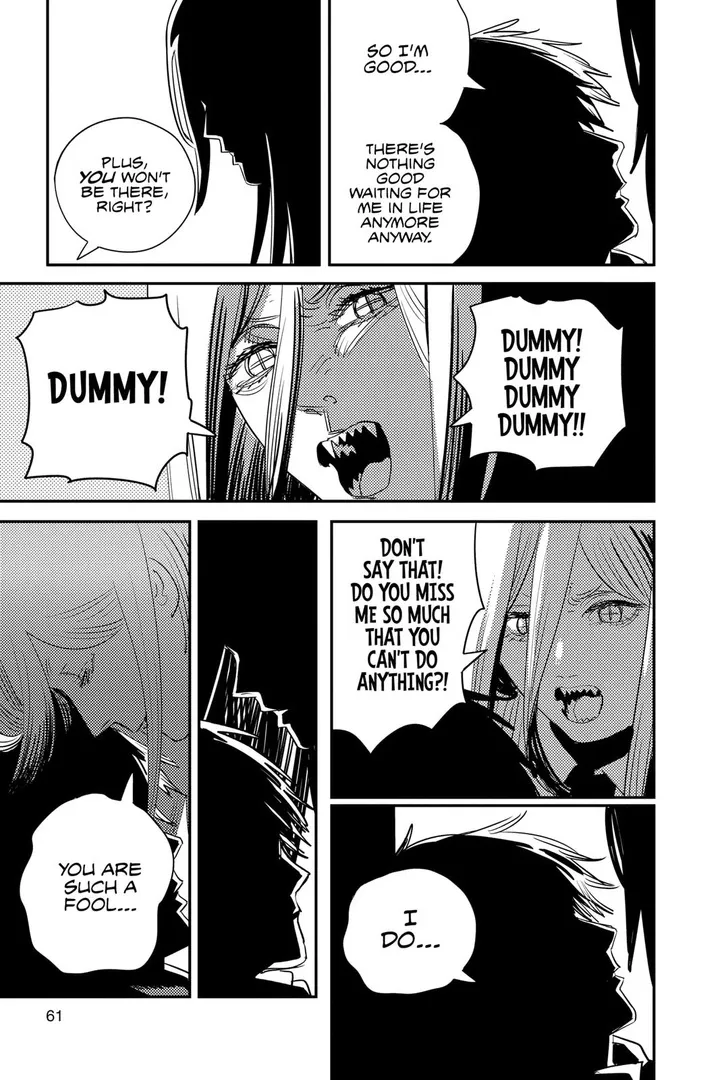 SO I'M
GOOD...
THERE'S
NOTHING
GOOD
WAITING FOR
ME IN LIFE
ANYMORE
ANYWAY.
PLUS,
YOU WON'T
BE THERE,
RIGHT?
DUMMY!
DUMMY
DUMMY
DUMMY!!
DUMMY!
DON'T
SAY THAT!
DO YOU MISS
ME SO MUCH
THAT YOU
CAN'T DO
ANYTHING?!
I
DO...
YOU ARE
SUCH A
FOOL...
61